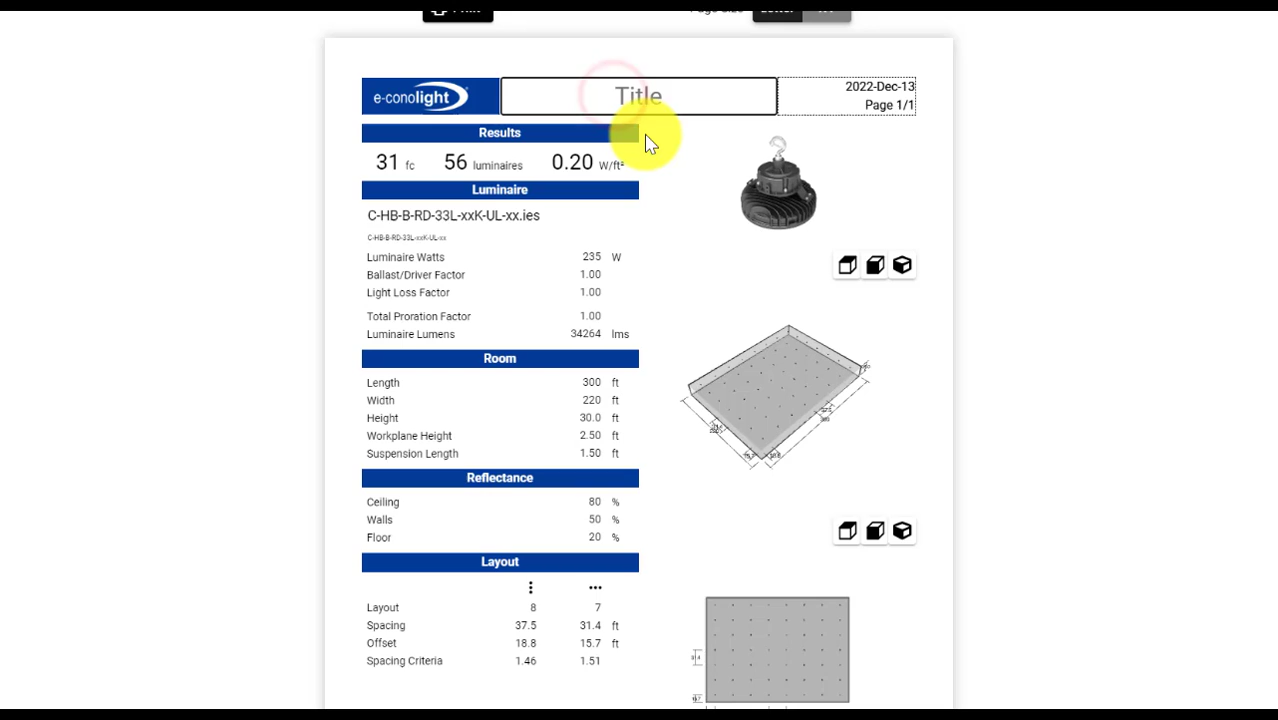 e-conolight
Title
2022-Dec-13
Page 1/1
Results
31 fc 56 luminaires 0.20 W/ft²
Luminaire
C-HB-B-RD-33L-xxK-UL-xx.ies
C-HB-B-RD-33L-xxK-UL-xx
Luminaire Watts 235 W
Ballast/Driver Factor 1.00
Light Loss Factor 1.00
Total Proration Factor 1.00
Luminaire Lumens 34264 lms
Room
Length 300 ft
Width 220 ft
Height 30.0 ft
Workplane Height 2.50 ft
Suspension Length 1.50 ft
Reflectance
Ceiling 80 %
Walls 50 %
Floor 20 %
Layout
Layout 8 7
Spacing 37.5 31.4 ft
Offset 18.8 15.7 ft
Spacing Criteria 1.46 1.51